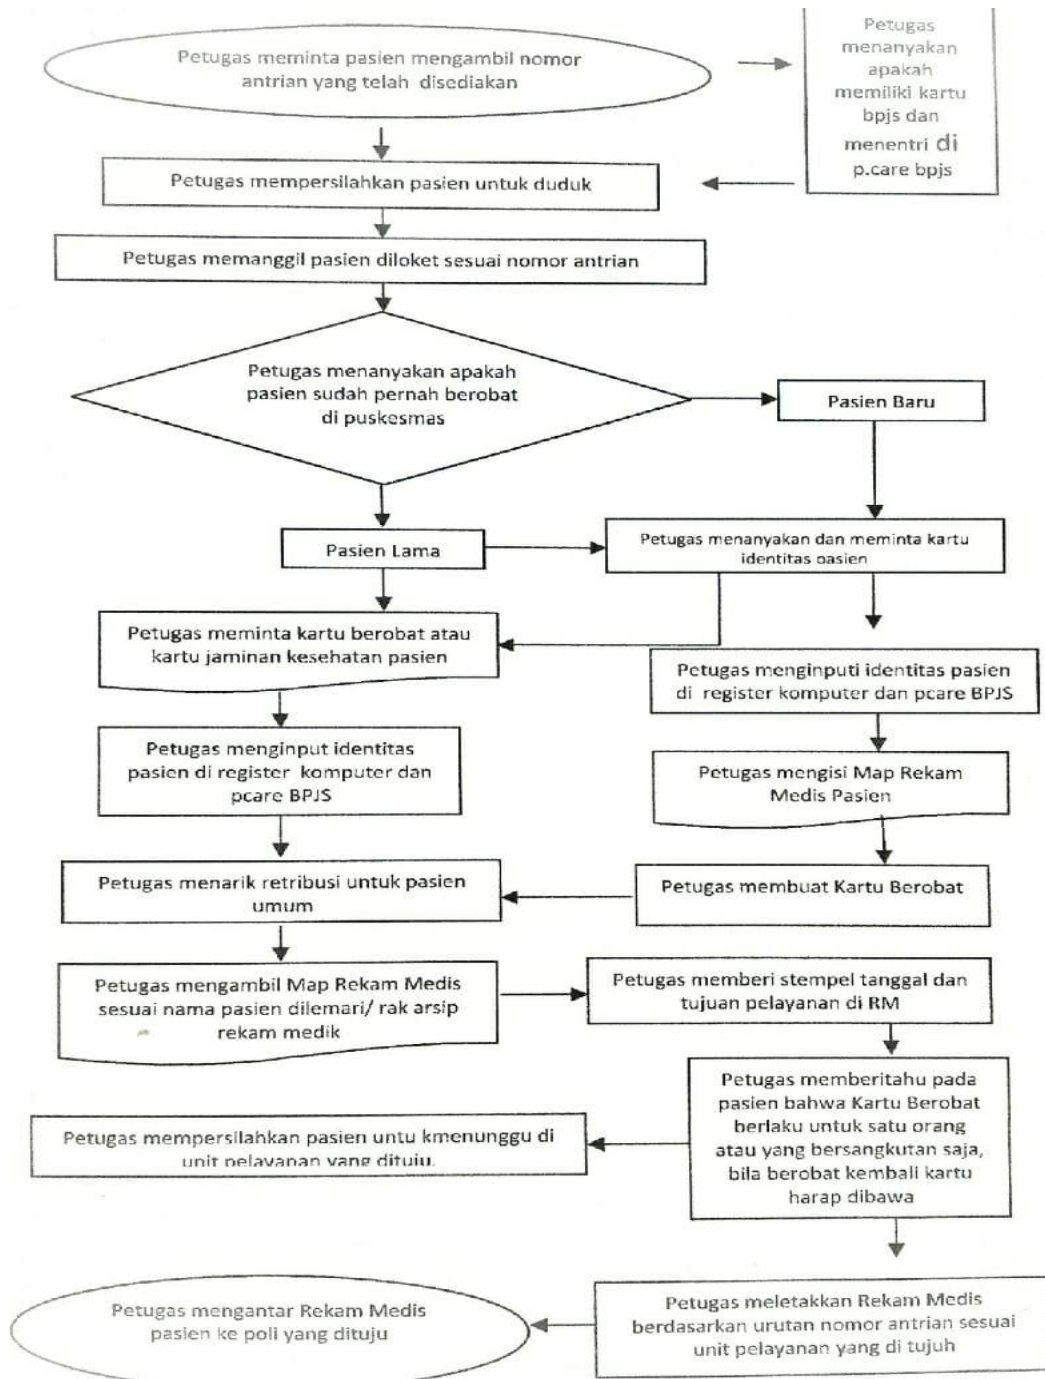 Petugas meminta pasien mengambil nomor
antrian yang telah disediakan
Petugas
menanyakan
apakah
memiliki kartu
bpjs dan
menentri di
p.care bpjs
Petugas mempersilahkan pasien untuk duduk
Petugas memanggil pasien diloket sesuai nomor antrian
Petugas menanyakan apakah
pasien sudah pernah berobat
di puskesmas
Pasien Baru
Pasien Lama
Petugas menanyakan dan meminta kartu
identitas pasien
Petugas meminta kartu berobat atau
kartu jaminan kesehatan pasien
Petugas menginputi identitas pasien
di register komputer dan pcare BPJS
Petugas menginput identitas
pasien di register komputer dan
pcare BPJS
Petugas mengisi Map Rekam
Medis Pasien
Petugas menarik retribusi untuk pasien
umum
Petugas membuat Kartu Berobat
Petugas mengambil Map Rekam Medis
sesuai nama pasien dilemari/ rak arsip
rekam medik
Petugas memberi stempel tanggal dan
tujuan pelayanan di RM
Petugas memberitahu pada
pasien bahwa Kartu Berobat
berlaku untuk satu orang
atau yang bersangkutan saja,
bila berobat kembali kartu
harap dibawa
Petugas mempersilahkan pasien untu kmenunggu di
unit pelayanan yang dituju.
Petugas meletakkan Rekam Medis
berdasarkan urutan nomor antrian sesuai
unit pelayanan yang di tujuh
Petugas mengantar Rekam Medis
pasien ke poli yang dituju